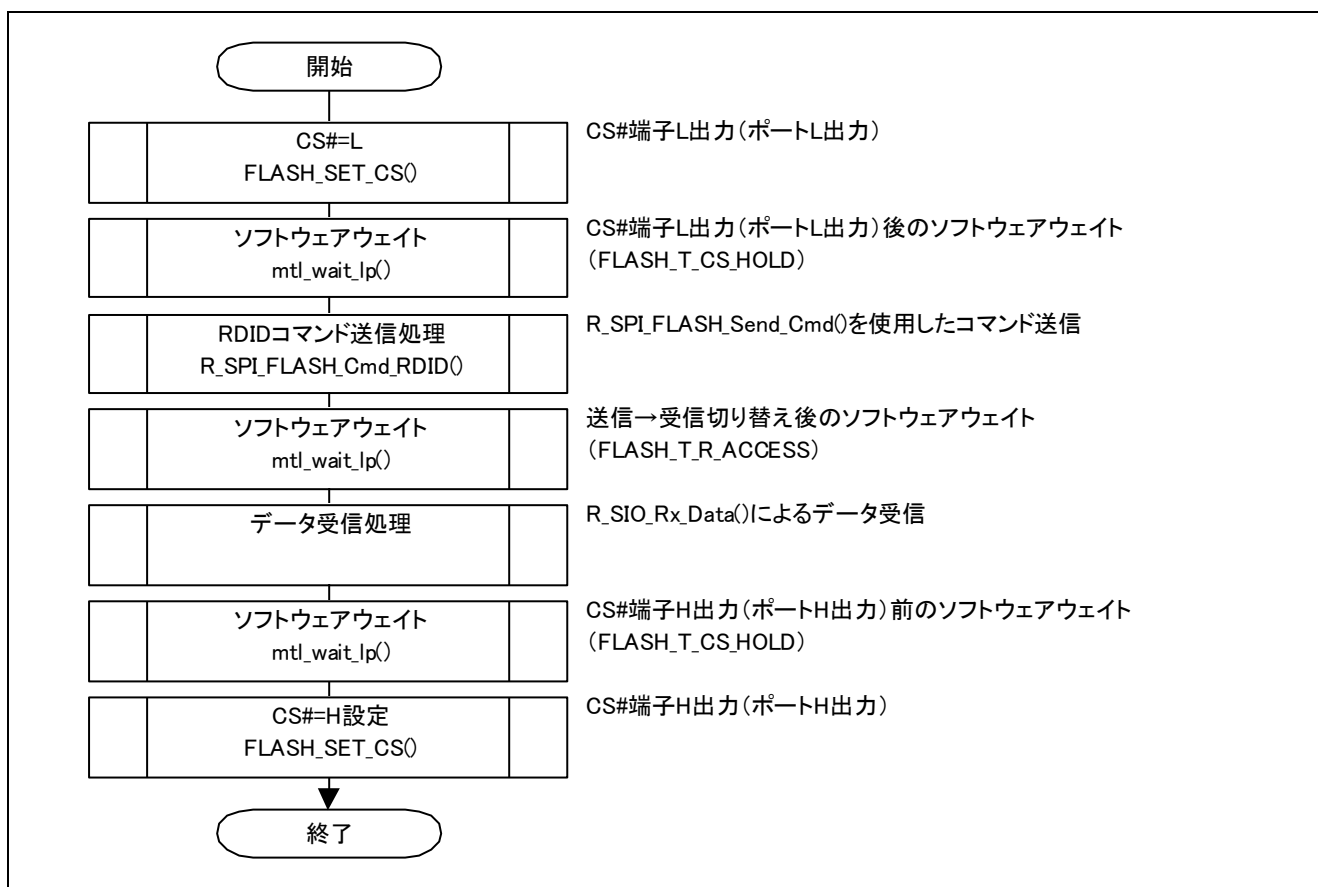 開始
CS#=L
FLASH_SET_CS()
CS#端子L出力(ポートL出力)
ソフトウェアウェイト
mtl_wait_lp()
CS#端子L出力(ポートL出力)後のソフトウェアウェイト
(FLASH_T_CS_HOLD)
RDIDコマンド送信処理
R_SPI_FLASH_Cmd_RDID()
R_SPI_FLASH_Send_Cmd()を使用したコマンド送信
ソフトウェアウェイト
mtl_wait_lp()
送信→受信切り替え後のソフトウェアウェイト
(FLASH_T_R_ACCESS)
データ受信処理
R_SIO_Rx_Data()によるデータ受信
ソフトウェアウェイト
mtl_wait_lp()
CS#端子H出力(ポートH出力)前のソフトウェアウェイト
(FLASH_T_CS_HOLD)
CS#=H設定
FLASH_SET_CS()
CS#端子H出力(ポートH出力)
終了